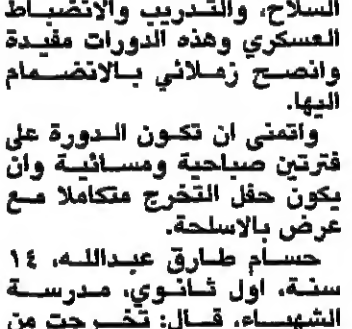 السلاح، والتدريب والانضباط
العسكري وهذه الدورات مفيدة
وانصح زملائي بالانضمام
اليها.
واتمنى ان تكون الدورة على
فترتين صباحية ومسائية وان
يكون حفل التخرج متكاملا مع
عرض بالاسلحة.
حسام طارق عبدالله، ١٤
سنة، اول ثانوي، مدرسة
الشهداء، قال: تخرجت من